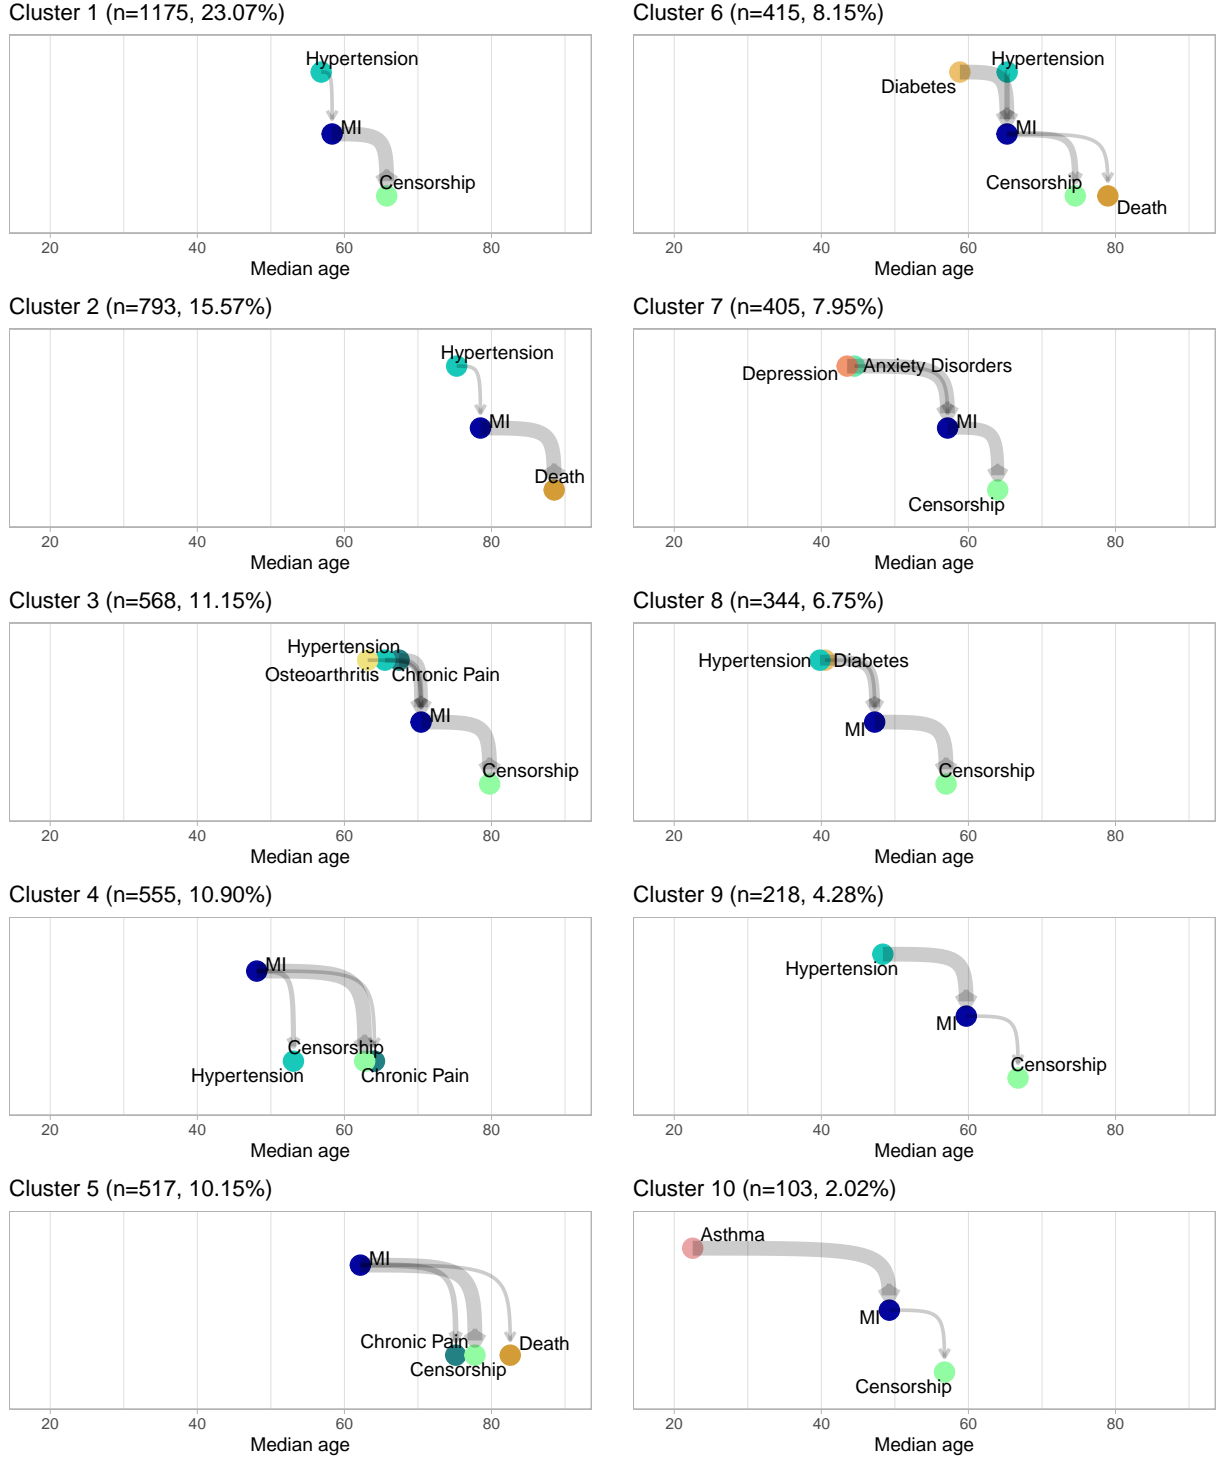 Cluster 1 (n=1175, 23.07%)
Hypertension
MI
Censorship
20 40 60 80
Median age
Cluster 2 (n=793, 15.57%)
Hypertension
MI
Death
20 40 60 80
Median age
Cluster 3 (n=568, 11.15%)
Hypertension
Osteoarthritis Chronic Pain
MI
Censorship
20 40 60 80
Median age
Cluster 4 (n=555, 10.90%)
MI
Censorship
Hypertension Chronic Pain
20 40 60 80
Median age
Cluster 5 (n=517, 10.15%)
MI
Chronic Pain Death
Censorship
20 40 60 80
Median age
Cluster 6 (n=415, 8.15%)
Hypertension
Diabetes
MI
Censorship
Death
20 40 60 80
Median age
Cluster 7 (n=405, 7.95%)
Depression Anxiety Disorders
MI
Censorship
20 40 60 80
Median age
Cluster 8 (n=344, 6.75%)
Hypertension Diabetes
MI
Censorship
20 40 60 80
Median age
Cluster 9 (n=218, 4.28%)
Hypertension
MI
Censorship
20 40 60 80
Median age
Cluster 10 (n=103, 2.02%)
Asthma
MI
Censorship
20 40 60 80
Median age